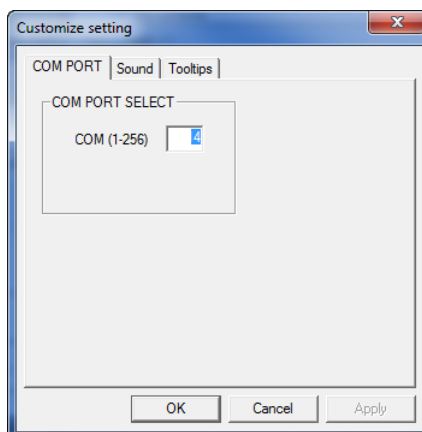 Customize setting
COM PORT Sound Tooltips
COM PORT SELECT
COM (1-256) 4
OK Cancel Apply